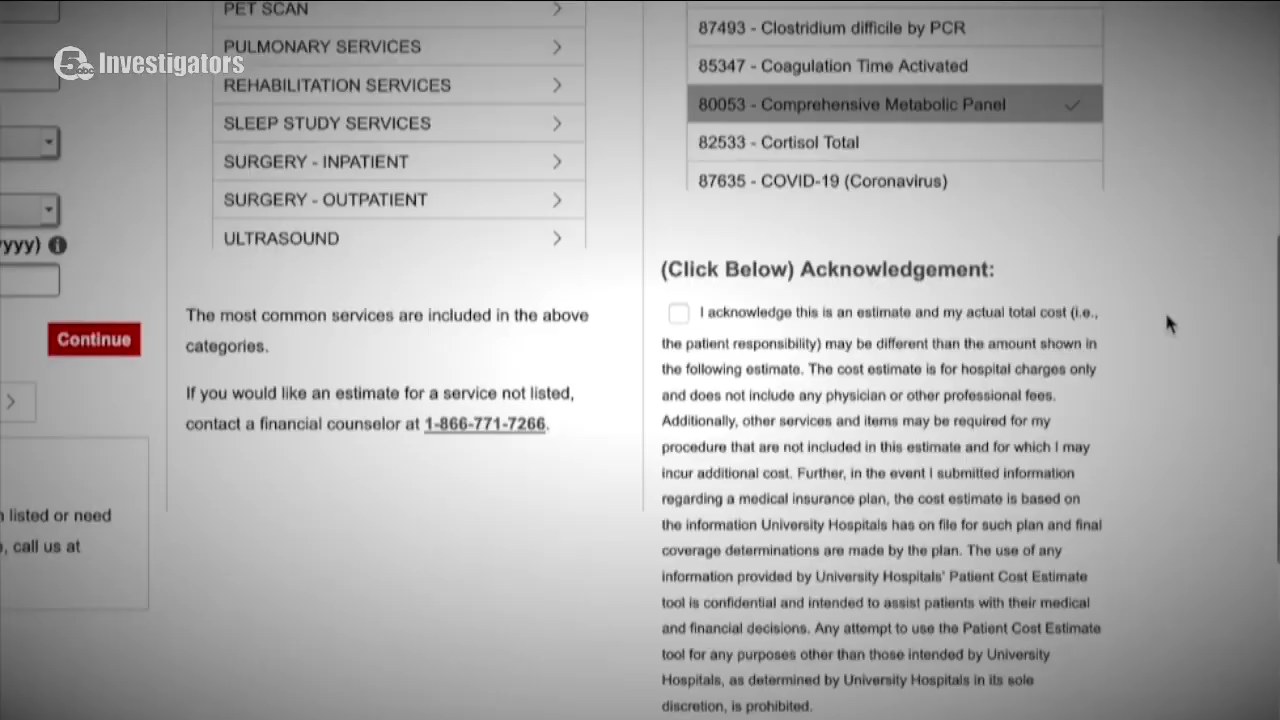 5 abc Investigators
yyyy) i
Continue
n listed or need
, call us at
PET SCAN
PULMONARY SERVICES
REHABILITATION SERVICES
SLEEP STUDY SERVICES
SURGERY - INPATIENT
SURGERY - OUTPATIENT
ULTRASOUND
The most common services are included in the above
categories.
If you would like an estimate for a service not listed,
contact a financial counselor at 1-866-771-7266.
87493 - Clostridium difficile by PCR
85347 - Coagulation Time Activated
80053 - Comprehensive Metabolic Panel
82533 - Cortisol Total
87635 - COVID-19 (Coronavirus)
(Click Below) Acknowledgement:
I acknowledge this is an estimate and my actual total cost (i.e.,
the patient responsibility) may be different than the amount shown in
the following estimate. The cost estimate is for hospital charges only
and does not include any physician or other professional fees.
Additionally, other services and items may be required for my
procedure that are not included in this estimate and for which I may
incur additional cost. Further, in the event I submitted information
regarding a medical insurance plan, the cost estimate is based on
the information University Hospitals has on file for such plan and final
coverage determinations are made by the plan. The use of any
information provided by University Hospitals' Patient Cost Estimate
tool is confidential and intended to assist patients with their medical
and financial decisions. Any attempt to use the Patient Cost Estimate
tool for any purposes other than those intended by University
Hospitals, as determined by University Hospitals in its sole
discretion, is prohibited.